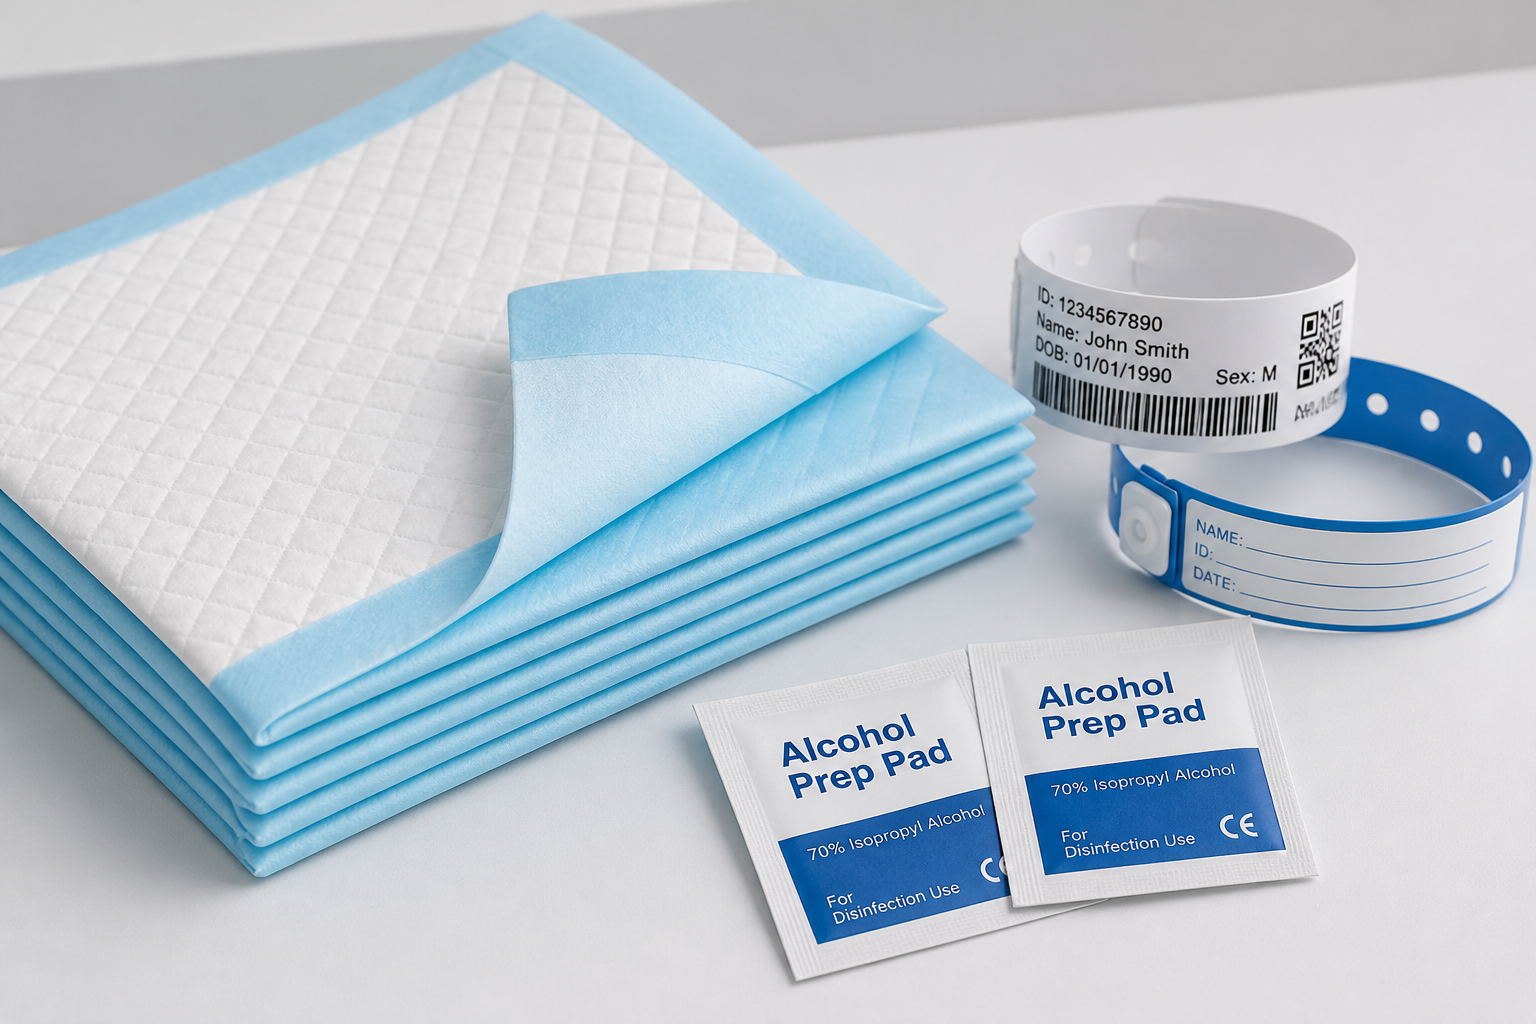 ID: 1234567890
Name: John Smith
DOB: 01/01/1990
Sex: M
NAME:
ID:
DATE:
Alcohol
Prep Pad
70% Isopropyl Alcohol
For
Disinfection Use
CE
Alcohol
Prep Pad
70% Isopropyl Alcohol
For
Disinfection Use
CE